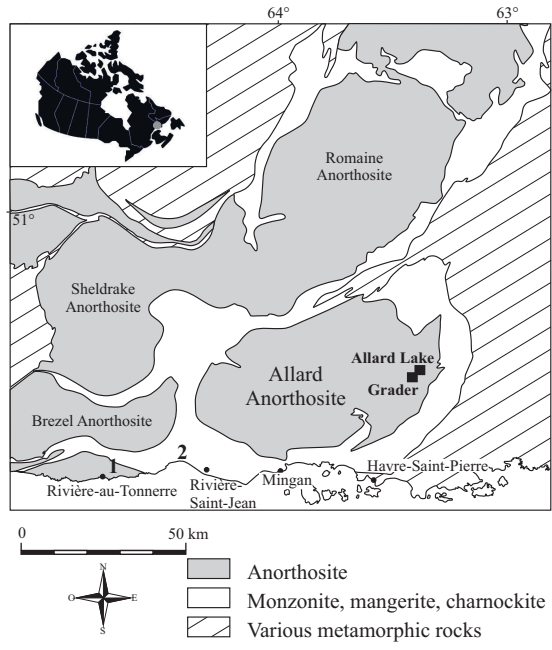 64°
63°
Romaine
Anorthosite
51°
Sheldrake
Anorthosite
Allard Lake
Allard
Anorthosite
Grader
Brezel Anorthosite
1
2
Rivière-au-Tonnerre
Rivière-
Saint-Jean
Mingan
Havre-Saint-Pierre
0
50 km
N
O
E
S
Anorthosite
Monzonite, mangerite, charnockite
Various metamorphic rocks